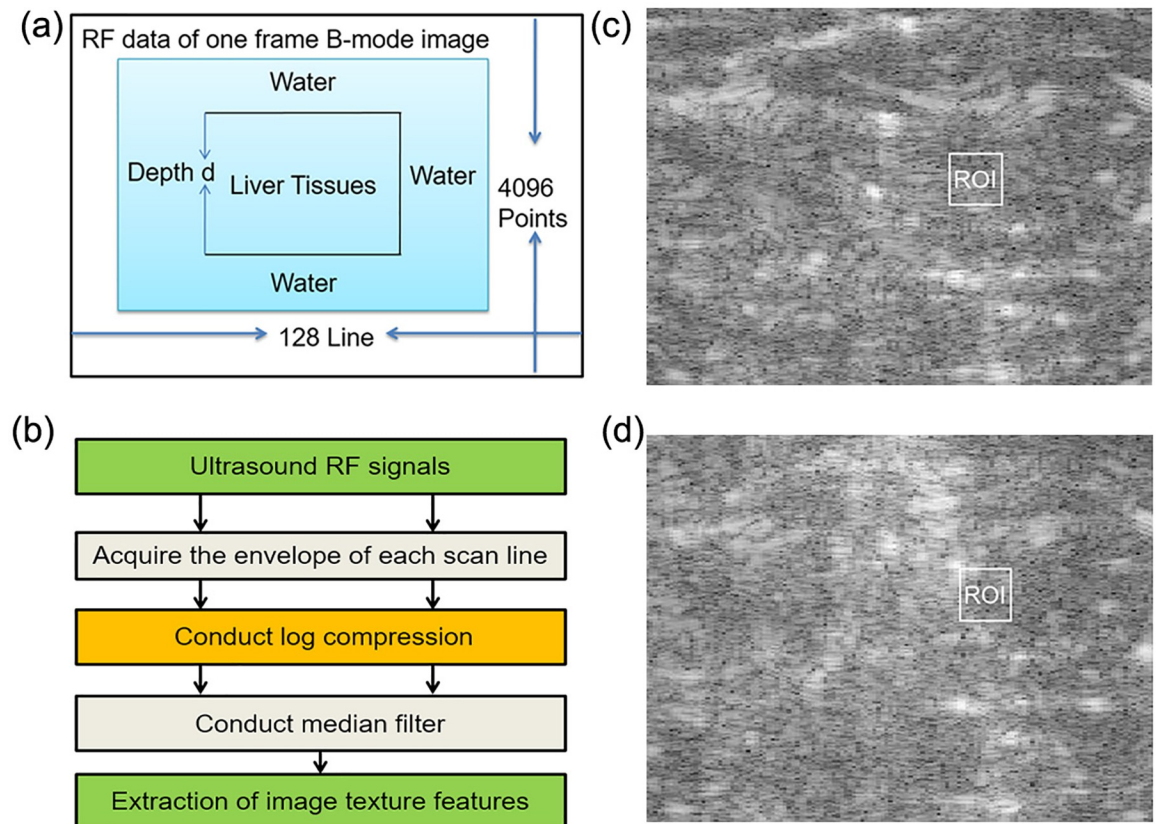 (a)
RF data of one frame B-mode image
Water
Depth d
Liver Tissues
Water
4096
Points
Water
128 Line
(b)
Ultrasound RF signals
Acquire the envelope of each scan line
Conduct log compression
Conduct median filter
Extraction of image texture features
(c)
ROI
(d)
ROI